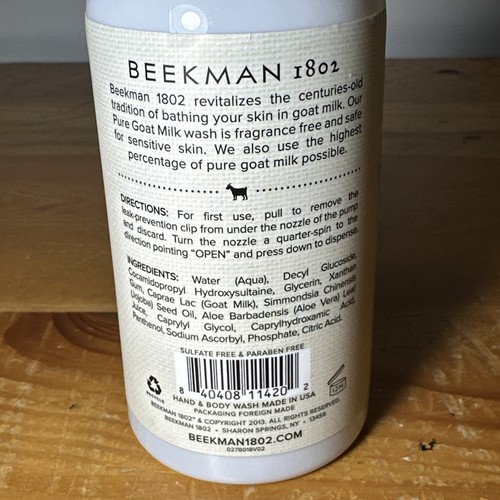 BEEKMAN 1802
Beekman 1802 revitalizes the centuries-old
tradition of bathing your skin in goat milk. Our
Pure Goat Milk wash is fragrance free and safe
for sensitive skin. We also use the highest
percentage of pure goat milk possible.
DIRECTIONS: For first use, pull to remove the
leak-prevention clip from under the nozzle of the pump
and discard. Turn the nozzle a quarter-spin to the
direction pointing "OPEN" and press down to dispense.
INGREDIENTS: Water (Aqua), Decyl Glucoside,
Cocamidopropyl Hydroxysultaine, Glycerin, Xanthan
Gum, Caprae Lac (Goat Milk), Simmondsia Chinensis
(Jojoba) Seed Oil, Aloe Barbadensis (Aloe Vera) Leaf
Juice, Caprylyl Glycol, Caprylhydroxamic Acid,
Panthenol, Sodium Ascorbyl, Phosphate, Citric Acid.
SULFATE FREE & PARABEN FREE
8 40408 11420 2
RECYCLE
12M
HAND & BODY WASH MADE IN USA
PACKAGING FOREIGN MADE
BEEKMAN 1802™ & COPYRIGHT 2013. ALL RIGHTS RESERVED.
BEEKMAN 1802 • SHARON SPRINGS, NY • 13459
BEEKMAN1802.COM
027B018V02